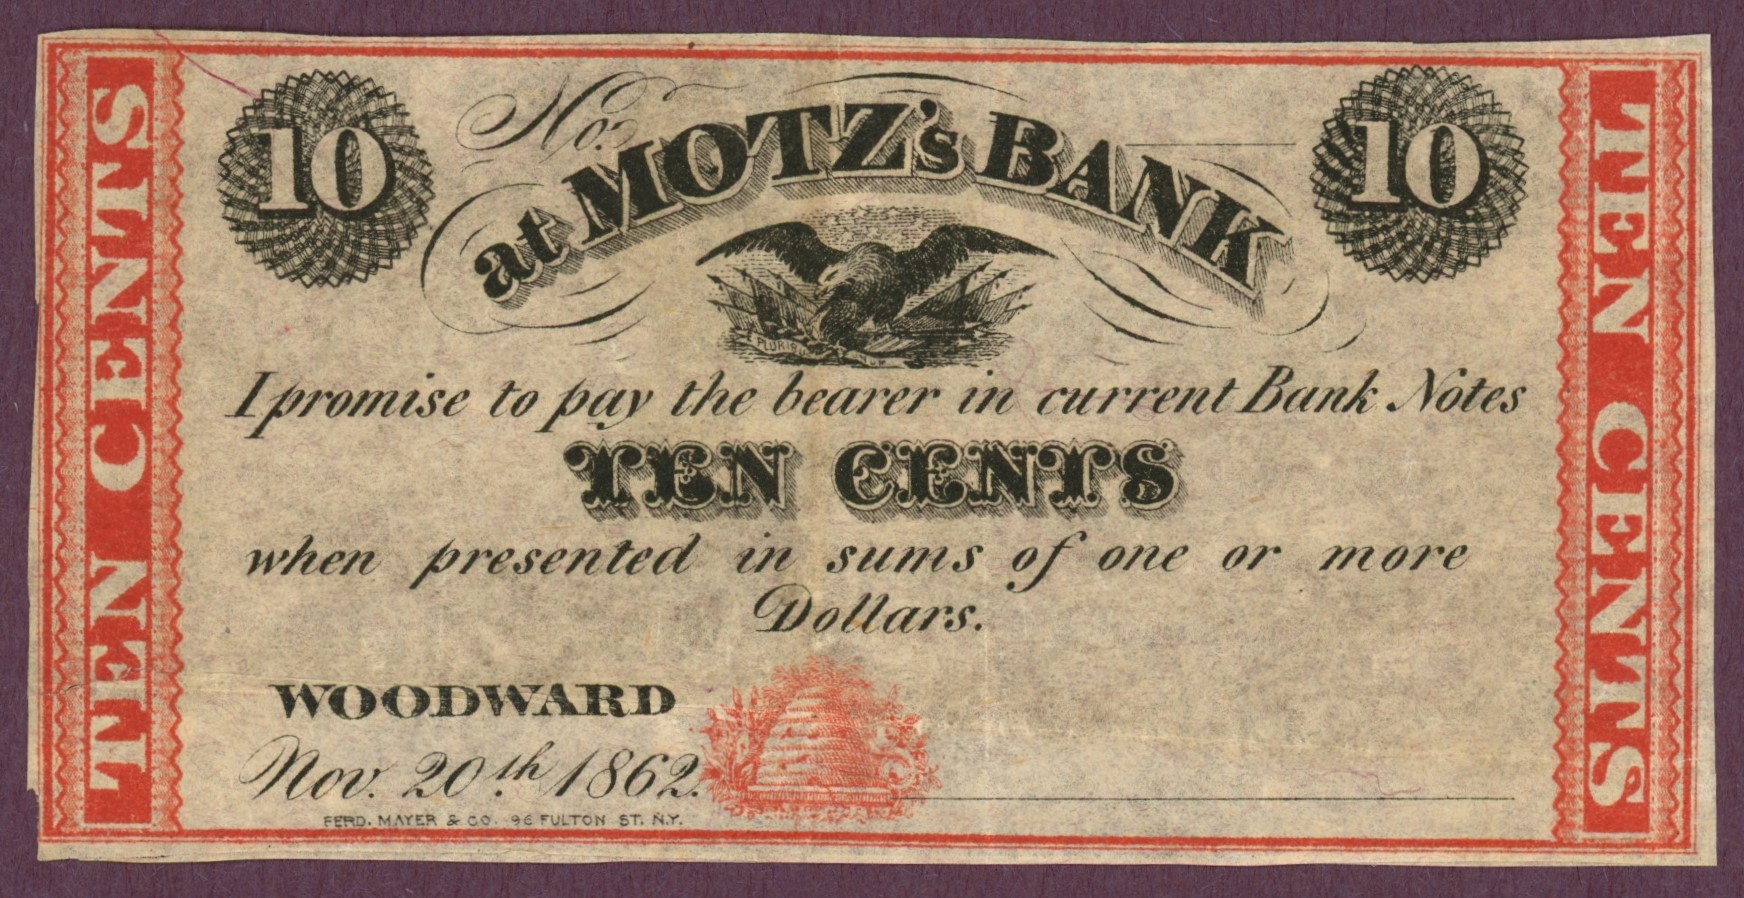 TEN CENTS
10
No.
at MOTZ's BANK
10
TEN CENTS
PLURIBUS
I promise to pay the bearer in current Bank Notes
TEN CENTS
when presented in sums of one or more
Dollars.
WOODWARD
Nov. 20th 1862.
FERD. MAYER & CO. 96 FULTON ST. N.Y.